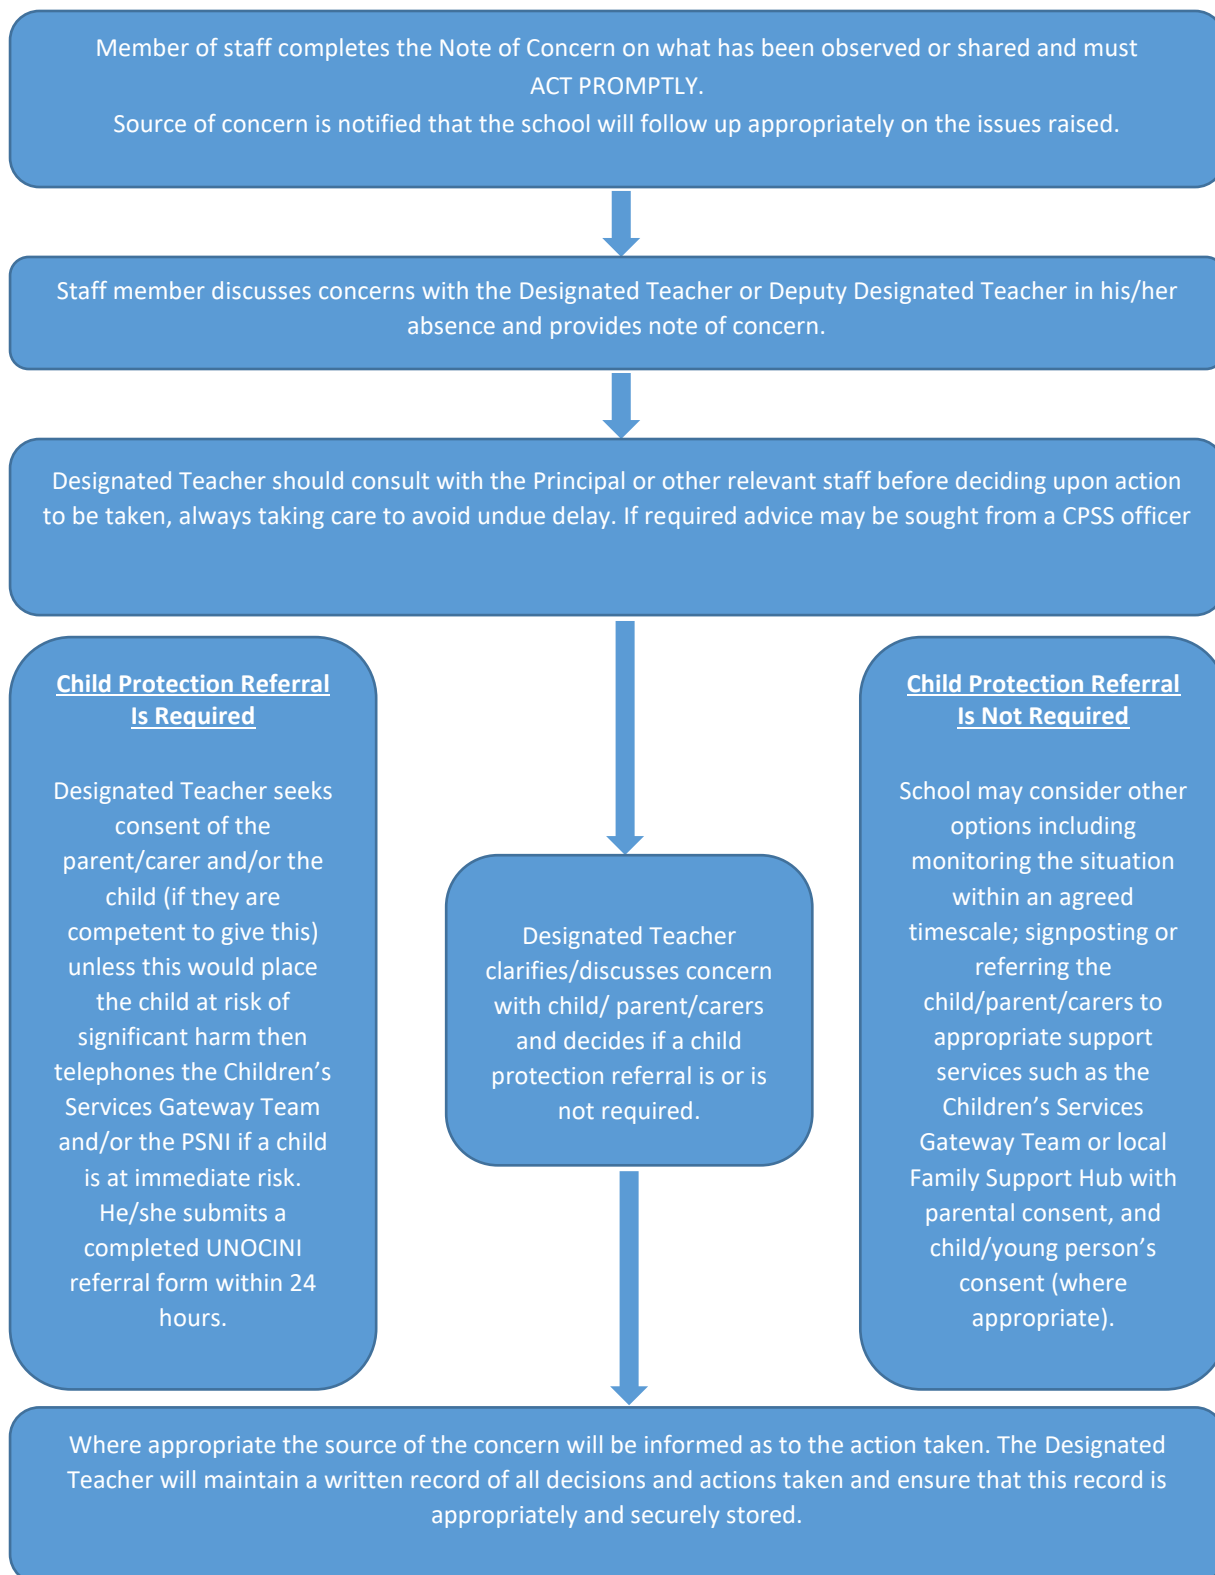 Member of staff completes the Note of Concern on what has been observed or shared and must
ACT PROMPTLY.
Source of concern is notified that the school will follow up appropriately on the issues raised.
Staff member discusses concerns with the Designated Teacher or Deputy Designated Teacher in his/her
absence and provides note of concern.
Designated Teacher should consult with the Principal or other relevant staff before deciding upon action
to be taken, always taking care to avoid undue delay. If required advice may be sought from a CPSS officer
Child Protection Referral
Is Required
Designated Teacher seeks
consent of the
parent/carer and/or the
child (if they are
competent to give this)
unless this would place
the child at risk of
significant harm then
telephones the Children’s
Services Gateway Team
and/or the PSNI if a child
is at immediate risk.
He/she submits a
completed UNOCINI
referral form within 24
hours.
Designated Teacher
clarifies/discusses concern
with child/ parent/carers
and decides if a child
protection referral is or is
not required.
Child Protection Referral
Is Not Required
School may consider other
options including
monitoring the situation
within an agreed
timescale; signposting or
referring the
child/parent/carers to
appropriate support
services such as the
Children’s Services
Gateway Team or local
Family Support Hub with
parental consent, and
child/young person’s
consent (where
appropriate).
Where appropriate the source of the concern will be informed as to the action taken. The Designated
Teacher will maintain a written record of all decisions and actions taken and ensure that this record is
appropriately and securely stored.